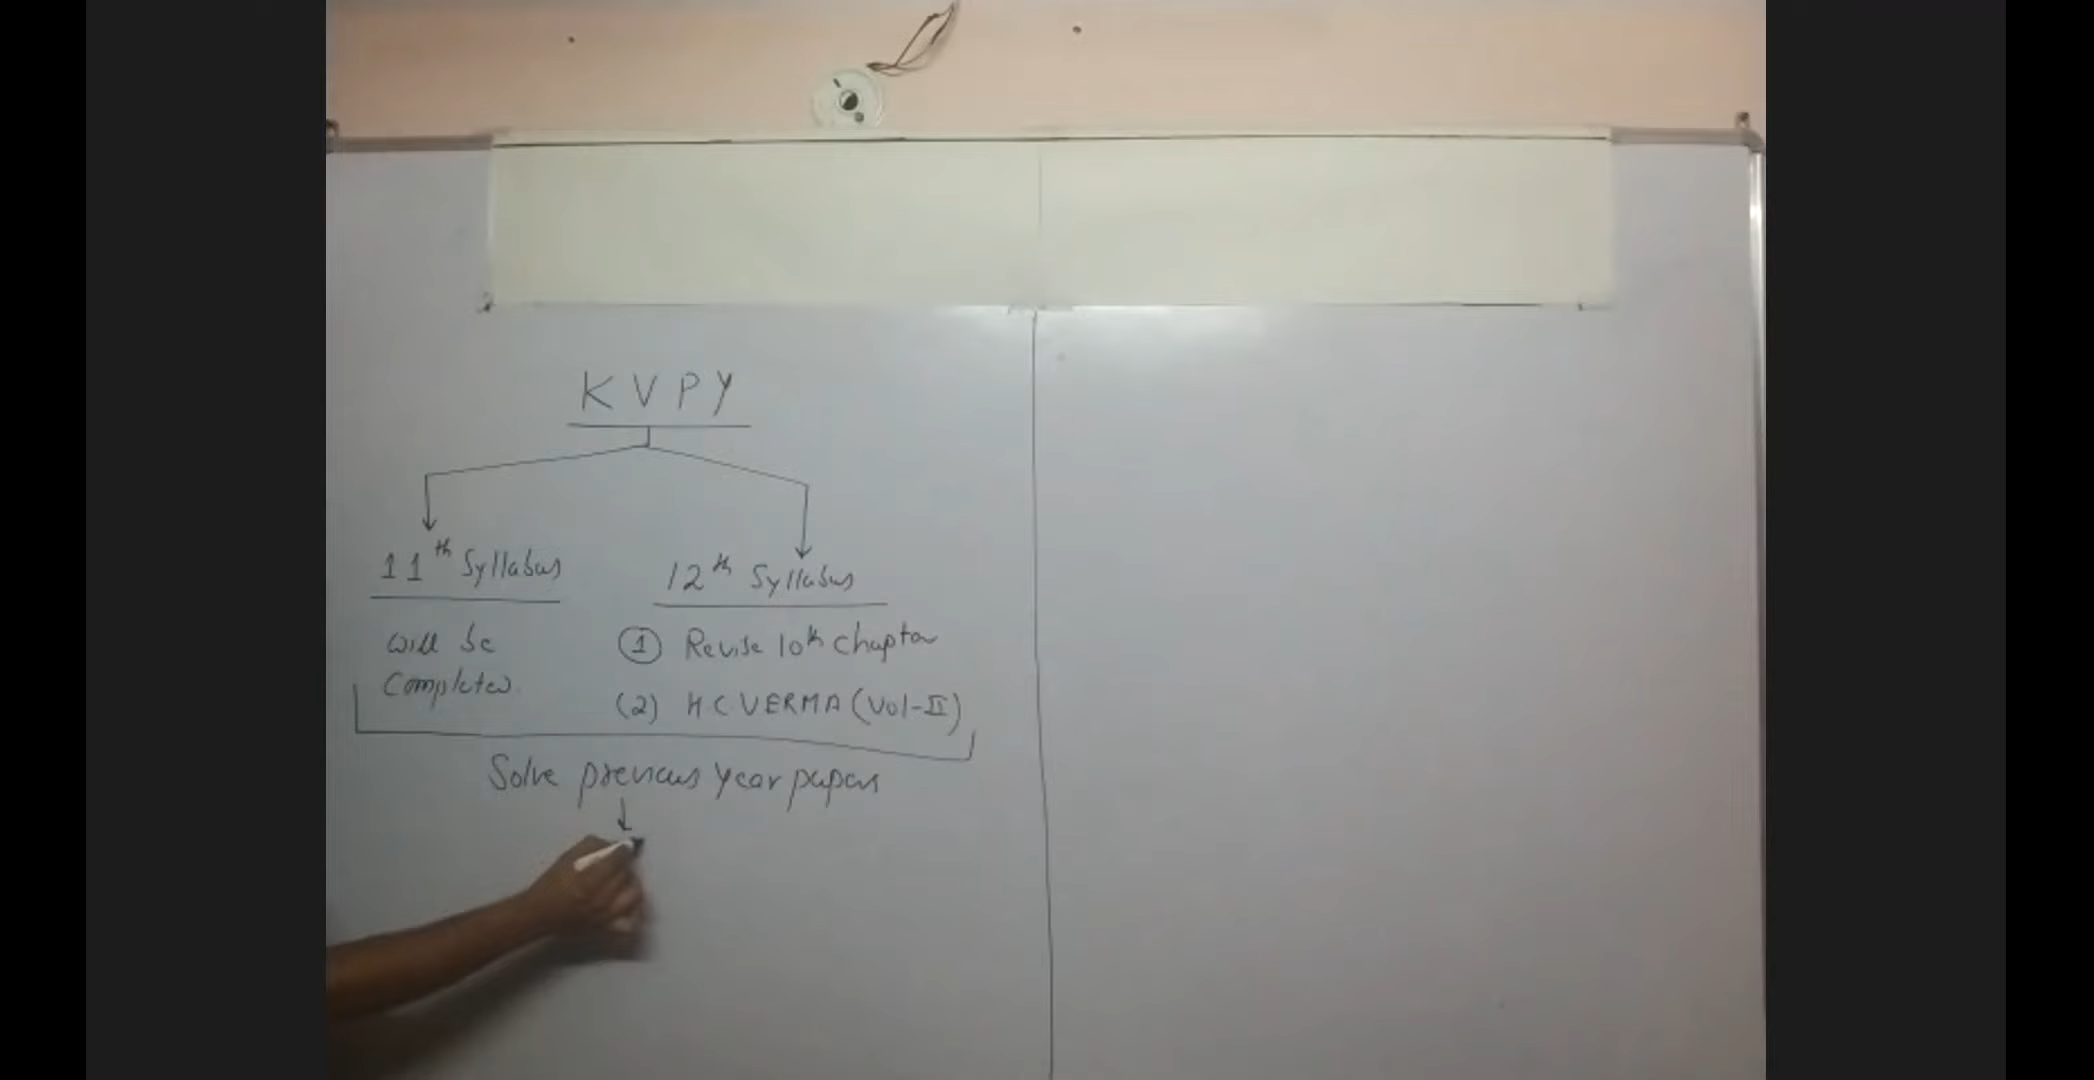 KVPY
11th Syllabus
will be
Completed
12th Syllabus
① Revise 10th Chapter
(2) HC VERMA (Vol-II)
Solve previous year papers